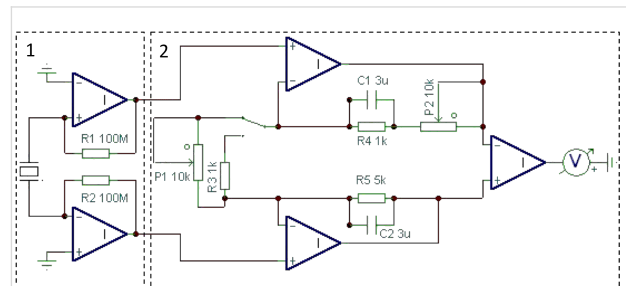 1
2
C1 3u
P2 10k
R4 1k
R1 100M
P1 10k
R3 1k
R2 100M
R5 5k
C2 3u
V
+